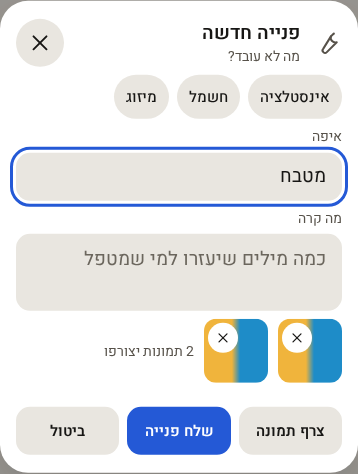 פנייה חדשה
מה לא עובד?
אינסטלציה חשמל מיזוג
איפה
מטבח
מה קרה
כמה מילים שיעזרו למי שמטפל
2 תמונות יצורפו
צרף תמונה שלח פנייה ביטול